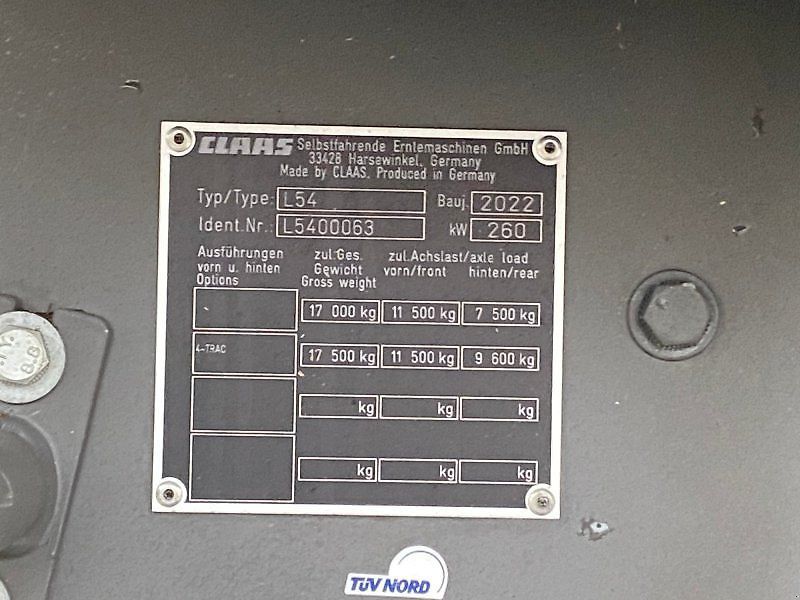 CLAAS Selbstfahrende Erntemaschinen GmbH
33428 Harsewinkel, Germany
Made by CLAAS. Produced in Germany
Typ/Type: L54 Bauj. 2022
Ident.Nr.: L5400063 kW 260
Ausführungen zul.Ges. zul.Achslast/axle load
vorn u. hinten Gewicht vorn/front hinten/rear
Options Gross weight
17 000 kg 11 500 kg 7 500 kg
4-TRAC 17 500 kg 11 500 kg 9 600 kg
kg kg kg
kg kg kg
TÜV NORD
8.8